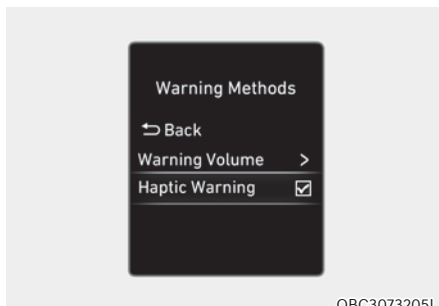 Warning Methods
Back
Warning Volume >
Haptic Warning
OBC3073205L